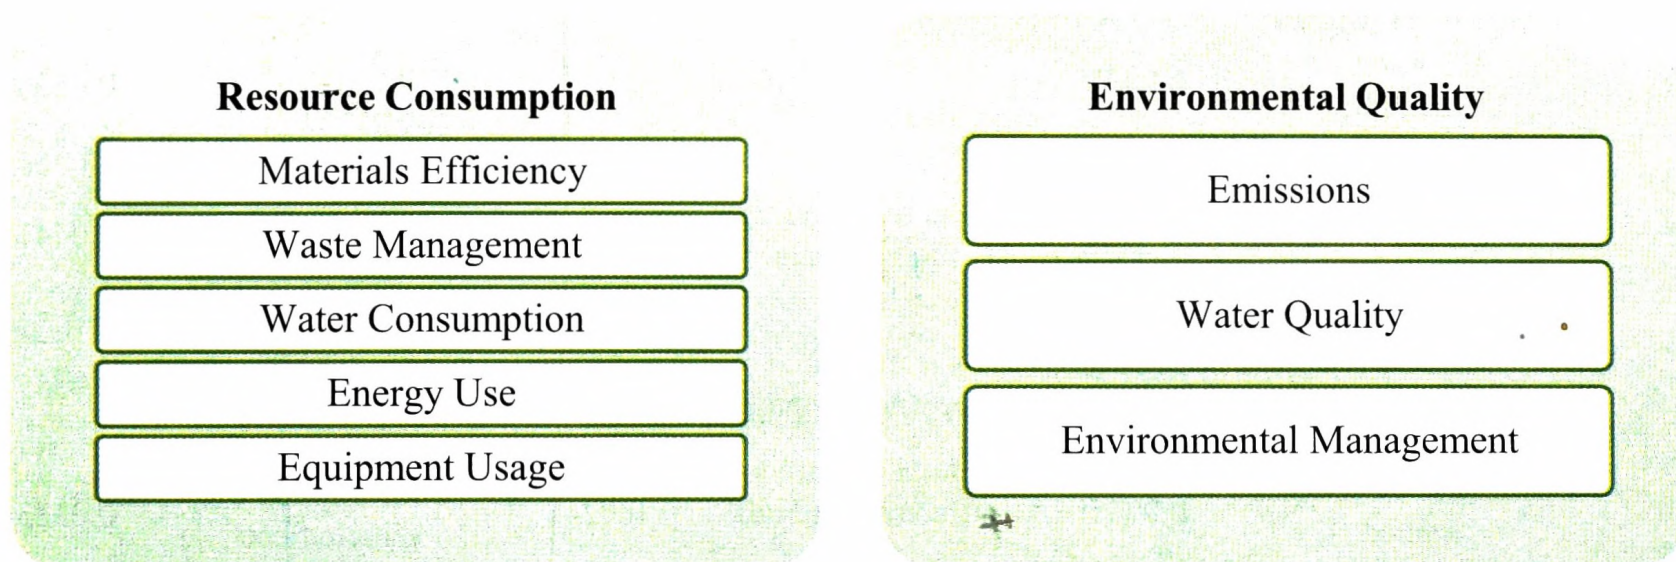 Resource Consumption
Materials Efficiency
Waste Management
Water Consumption
Energy Use
Equipment Usage
Environmental Quality
Emissions
Water Quality
Environmental Management